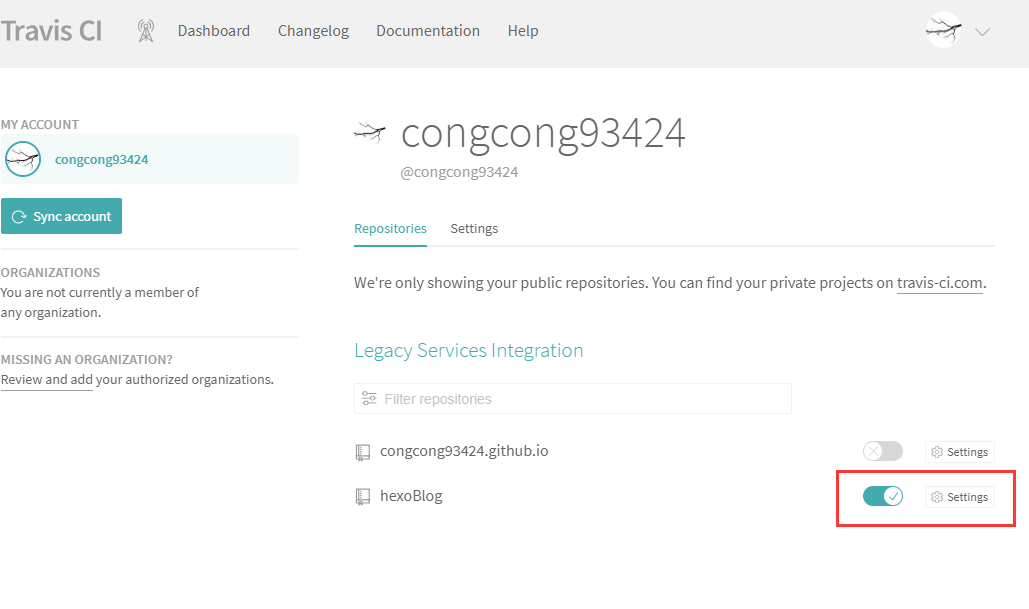 Travis CI Dashboard Changelog Documentation Help
MY ACCOUNT
congcong93424
Sync account
ORGANIZATIONS
You are not currently a member of
any organization.
MISSING AN ORGANIZATION?
Review and add your authorized organizations.
congcong93424
@congcong93424
Repositories Settings
We're only showing your public repositories. You can find your private projects on travis-ci.com.
Legacy Services Integration
Filter repositories
congcong93424.github.io Settings
hexoBlog Settings